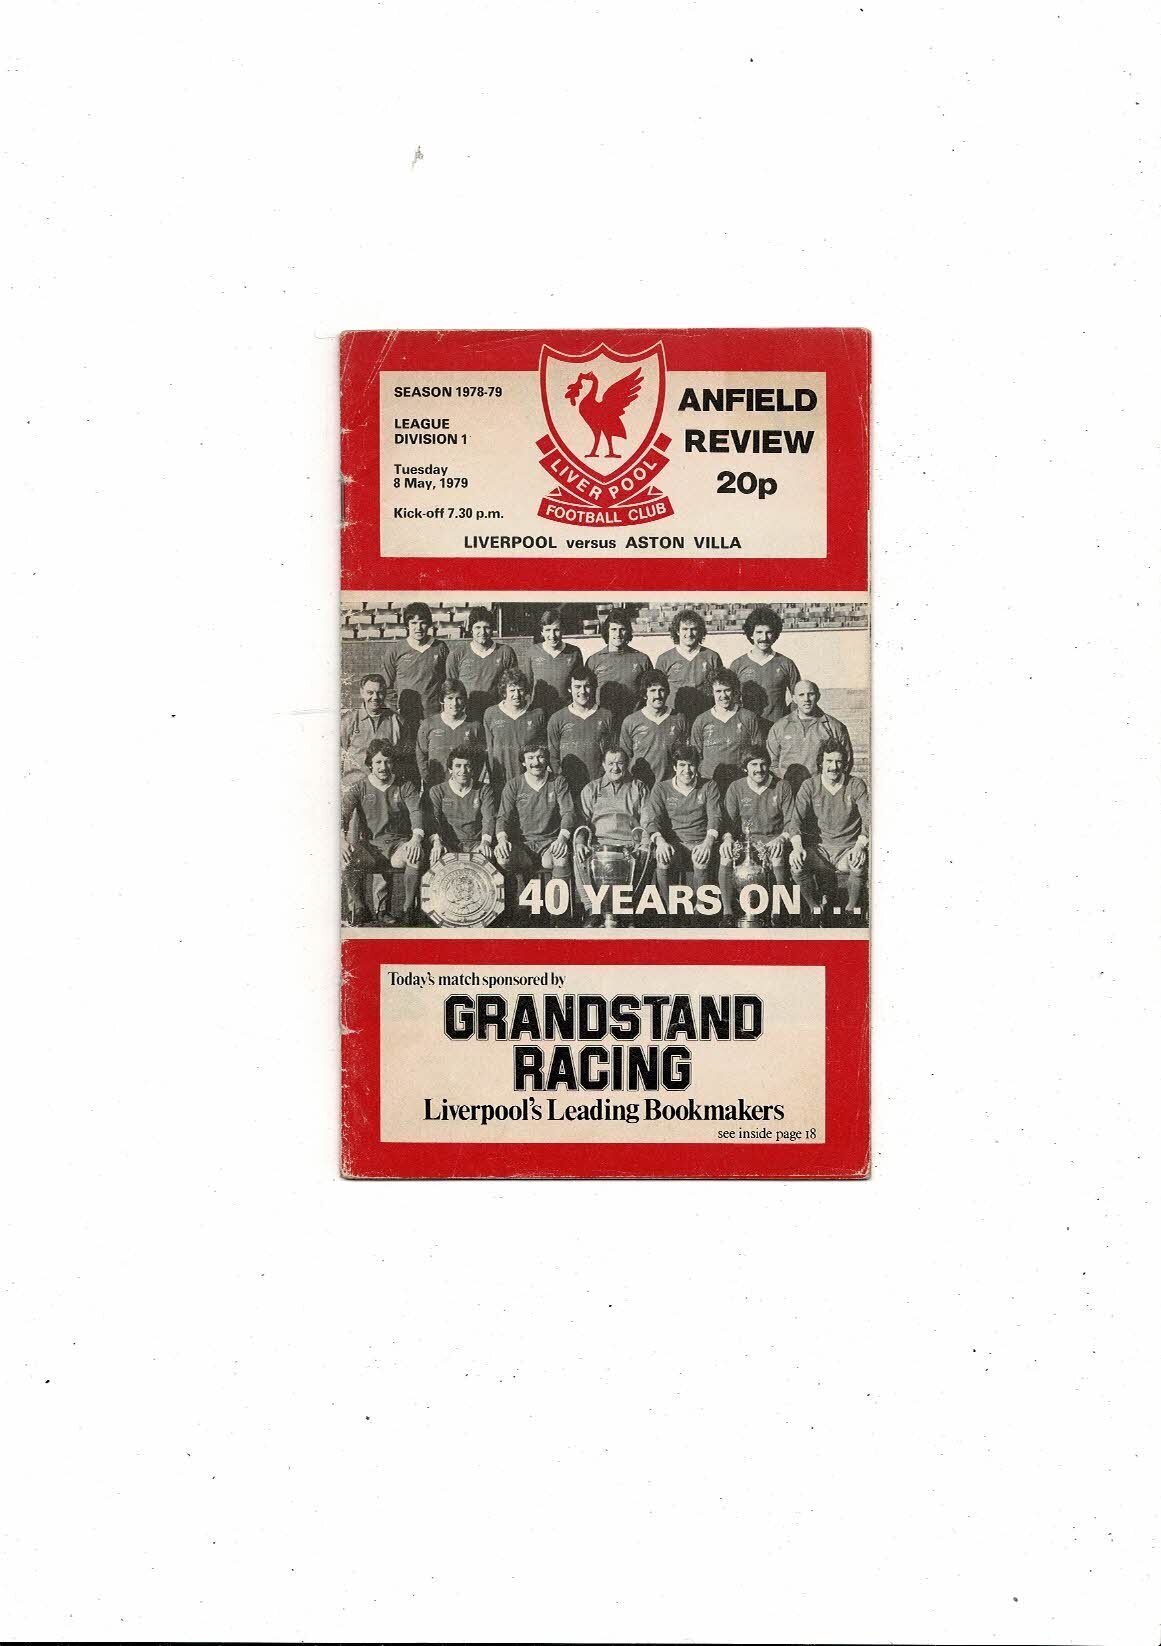 SEASON 1978-79
LEAGUE
DIVISION 1
Tuesday
8 May, 1979
Kick-off 7.30 p.m.
LIVERPOOL
FOOTBALL CLUB
ANFIELD
REVIEW
20p
LIVERPOOL versus ASTON VILLA
40 YEARS ON...
Today's match sponsored by
GRANDSTAND
RACING
Liverpool's Leading Bookmakers
see inside page 18